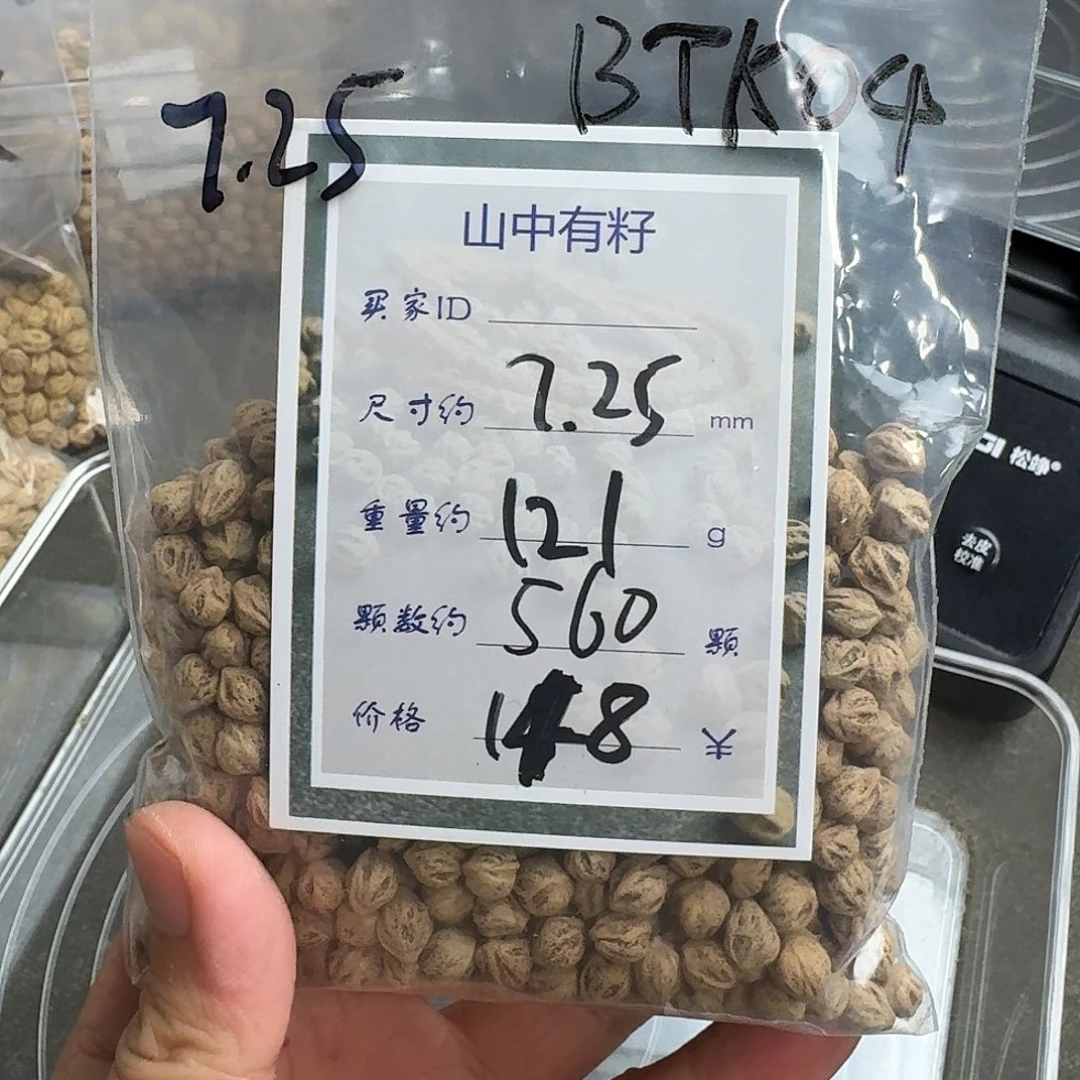 7.25
BTK04
山中有籽
买家ID
尺寸约 7.25 mm
重量约 121 g
颗数约 560 颗
价格 148 ¥
松蜂®
去皮
校准